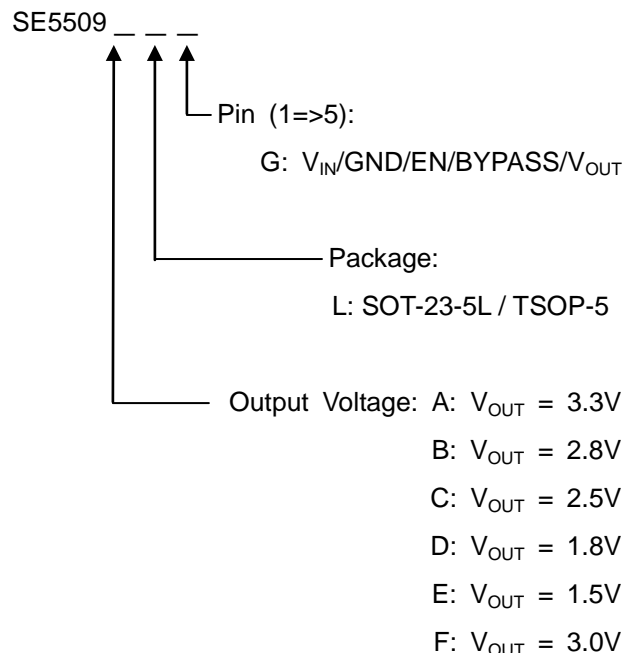 SE5509 _ _ _
Pin (1=>5):
G: VIN/GND/EN/BYPASS/VOUT
Package:
L: SOT-23-5L / TSOP-5
Output Voltage: A: VOUT = 3.3V
B: VOUT = 2.8V
C: VOUT = 2.5V
D: VOUT = 1.8V
E: VOUT = 1.5V
F: VOUT = 3.0V